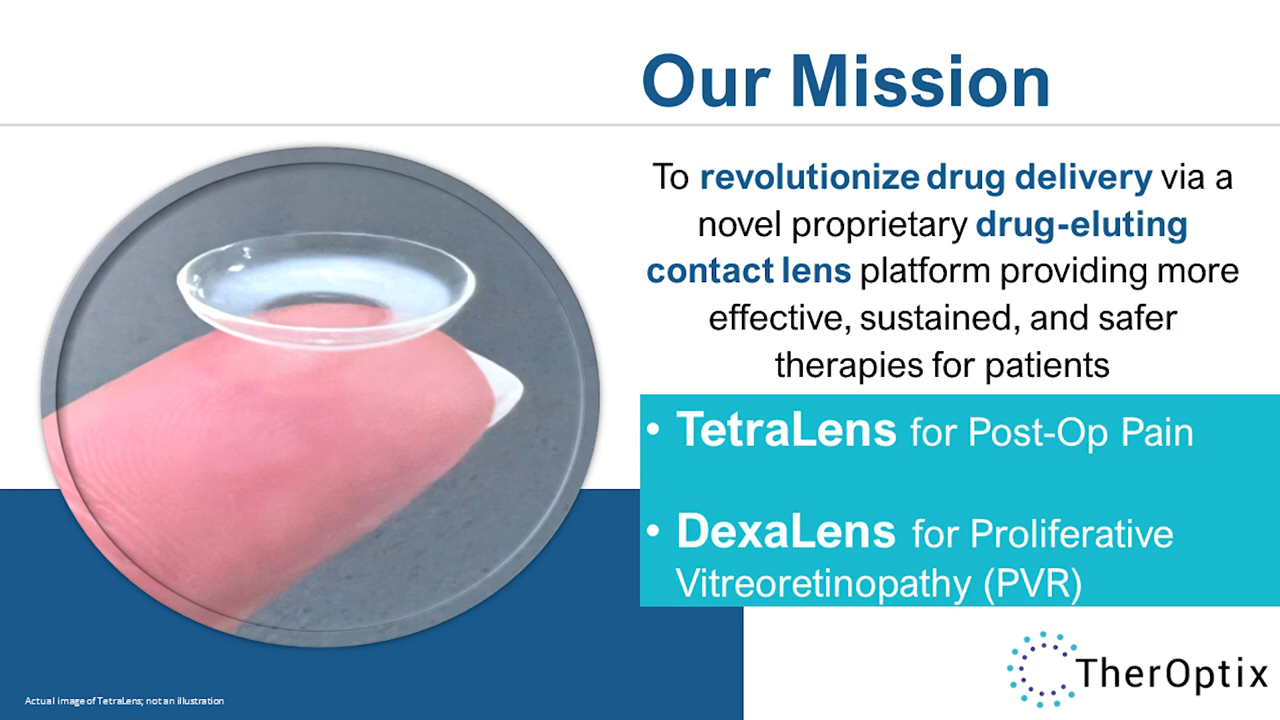 Our Mission
To revolutionize drug delivery via a
novel proprietary drug-eluting
contact lens platform providing more
effective, sustained, and safer
therapies for patients
• TetraLens for Post-Op Pain
• DexaLens for Proliferative
Vitreoretinopathy (PVR)
TherOptix
Actual image of TetraLens; not an illustration